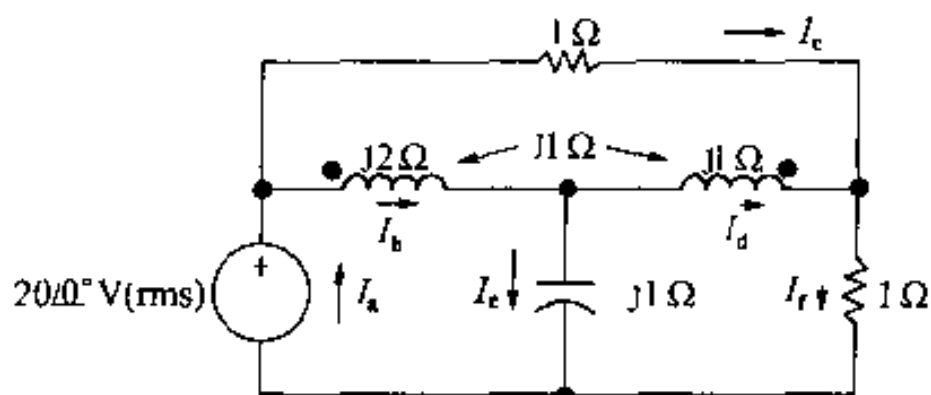 1 Ω
I_c
j2 Ω
j1 Ω
j1 Ω
I_b
I_d
+
20/0° V(rms)
I_a
I_e
j1 Ω
I_f
1 Ω